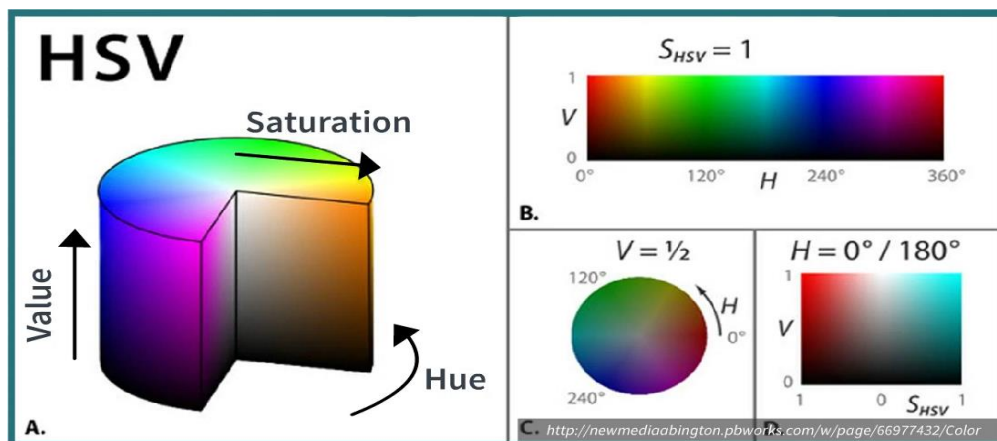 HSV
Saturation
Value
Hue
A.
S_HSV = 1
1
V
0
0°
120°
H
240°
360°
B.
V = ½
120°
H
0°
240°
C.
H = 0° / 180°
1
V
0
1
0
S_HSV
1
D.
http://newmediaabington.pbworks.com/w/page/66977432/Color